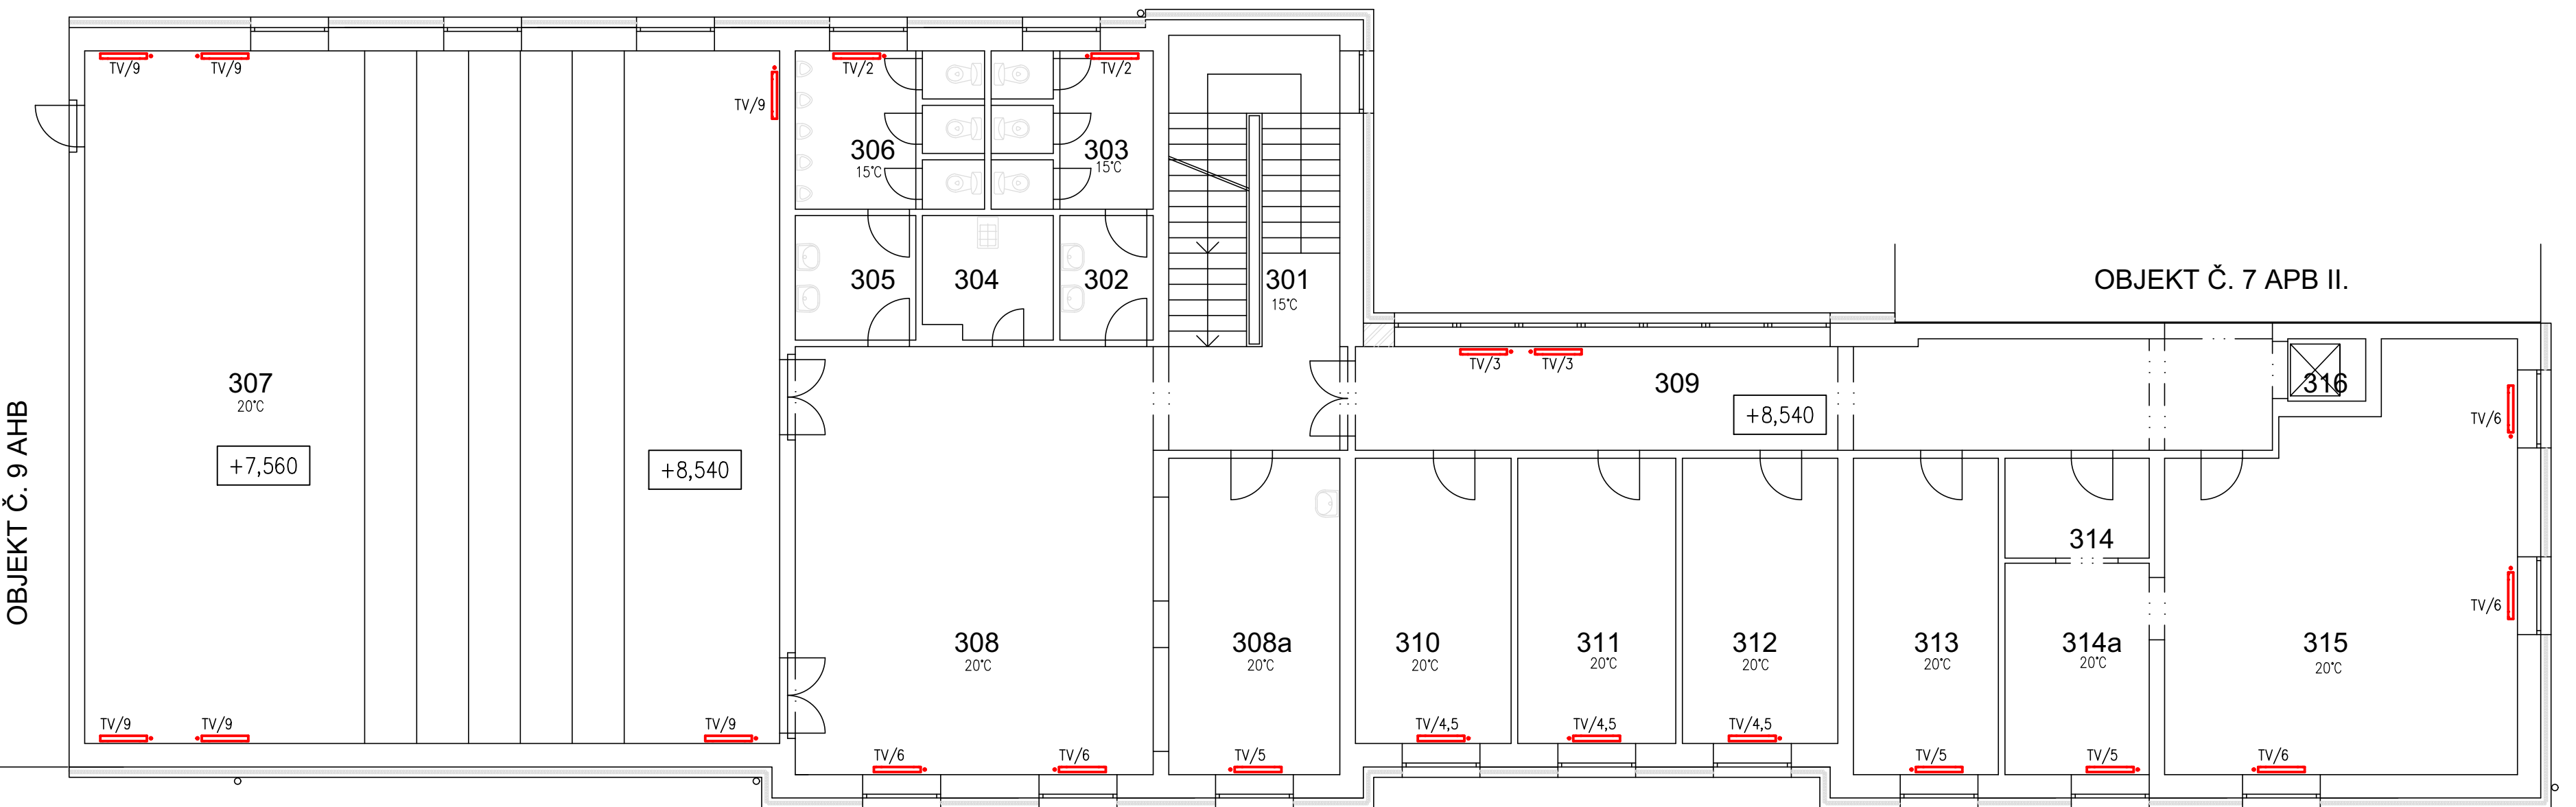 TV/9
TV/9
TV/9
TV/2
TV/2
306
15°C
303
15°C
305
304
302
301
15°C
OBJEKT Č. 7 APB II.
307
20°C
+7,560
+8,540
OBJEKT Č. 9 AHB
TV/3
TV/3
309
+8,540
316
TV/6
TV/6
314
308
20°C
308a
20°C
310
20°C
311
20°C
312
20°C
313
20°C
314a
20°C
315
20°C
TV/9
TV/9
TV/9
TV/6
TV/6
TV/5
TV/4,5
TV/4,5
TV/4,5
TV/5
TV/5
TV/6